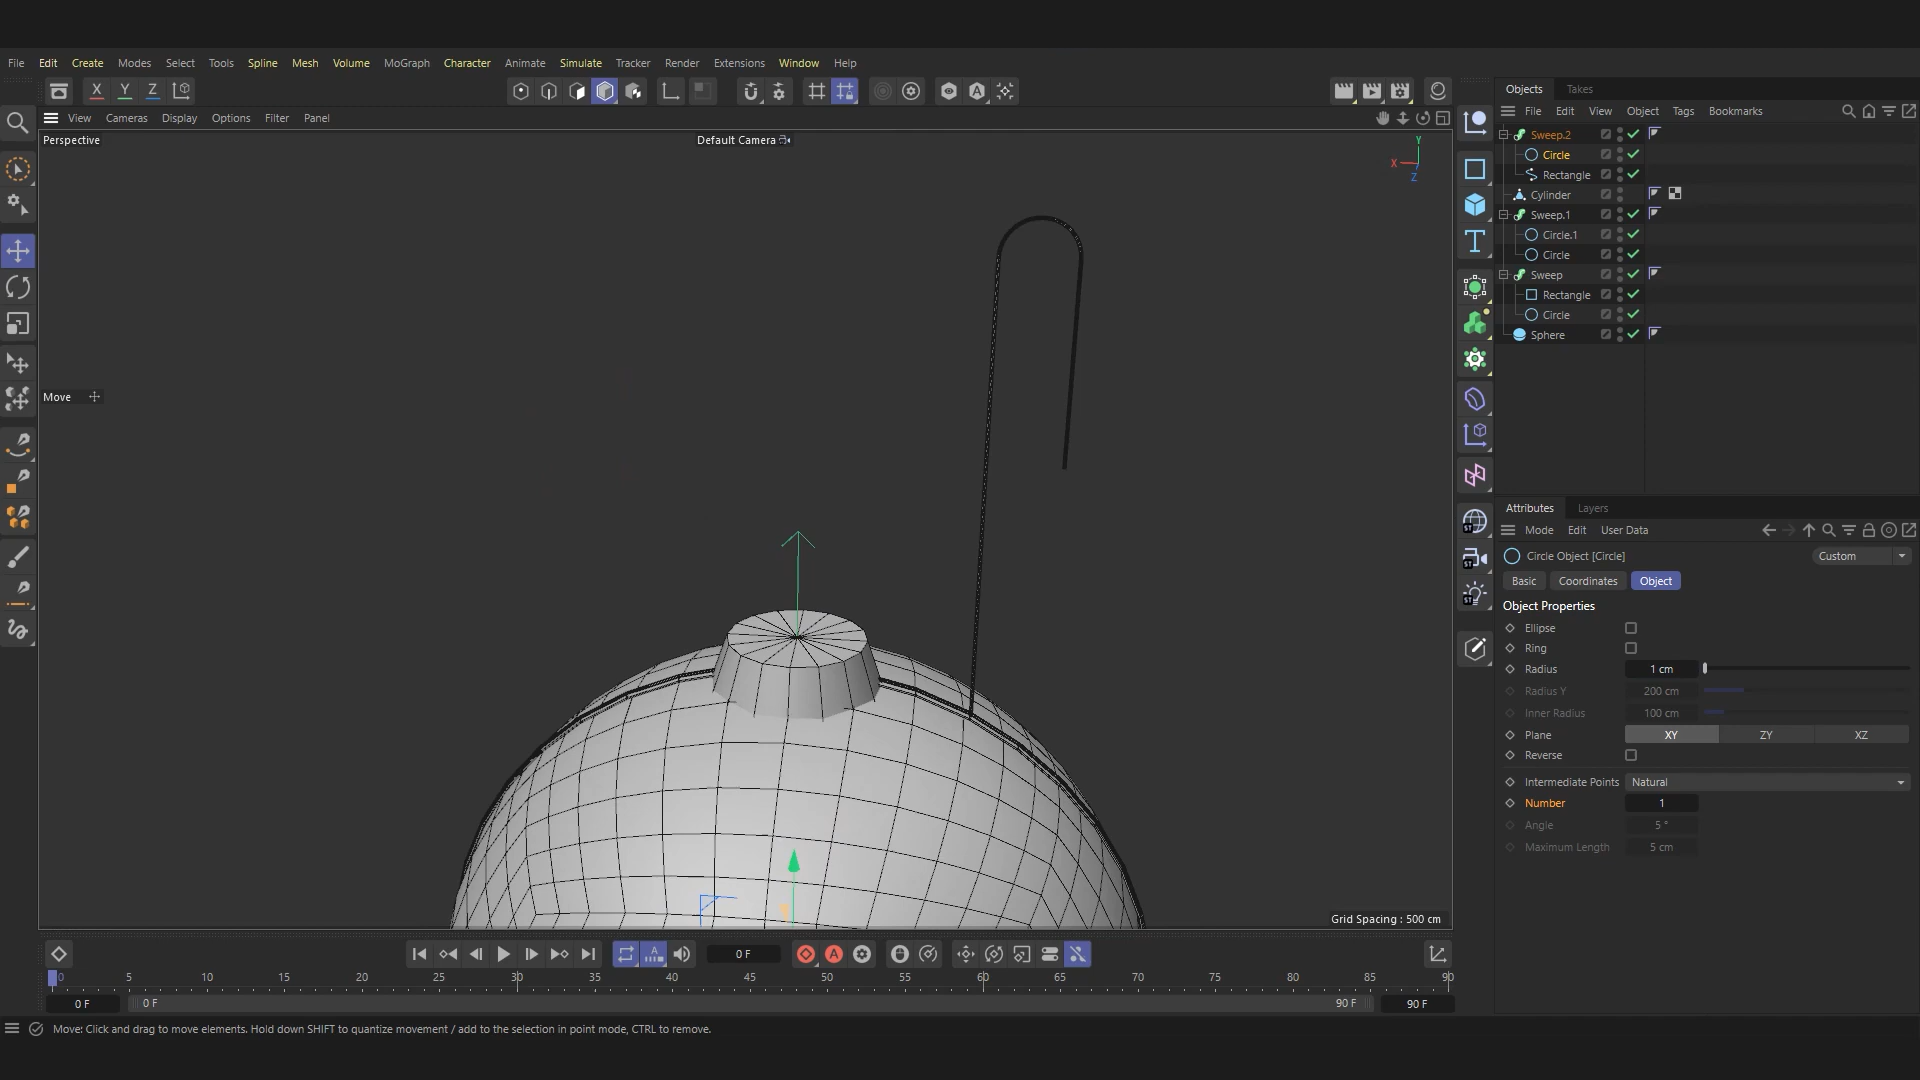 File Edit Create Modes Select Tools Spline Mesh Volume MoGraph Character Animate Simulate Tracker Render Extensions Window Help
X Y Z
A
View Cameras Display Options Filter Panel
Perspective
Default Camera
Y
X
Z
Move
Grid Spacing : 500 cm
T
ST
ST
ST
Objects Takes
File Edit View Object Tags Bookmarks
Sweep.2
Circle
Rectangle
Cylinder
Sweep.1
Circle.1
Circle
Sweep
Rectangle
Circle
Sphere
Attributes Layers
Mode Edit User Data
Circle Object [Circle]
Custom
Basic Coordinates Object
Object Properties
Ellipse
Ring
Radius 1 cm
Radius Y 200 cm
Inner Radius 100 cm
Plane XY ZY XZ
Reverse
Intermediate Points Natural
Number 1
Angle 5 °
Maximum Length 5 cm
A 0 F A
0 5 10 15 20 25 30 35 40 45 50 55 60 65 70 75 80 85 90
0 F 0 F 90 F 90 F
Move: Click and drag to move elements. Hold down SHIFT to quantize movement / add to the selection in point mode, CTRL to remove.